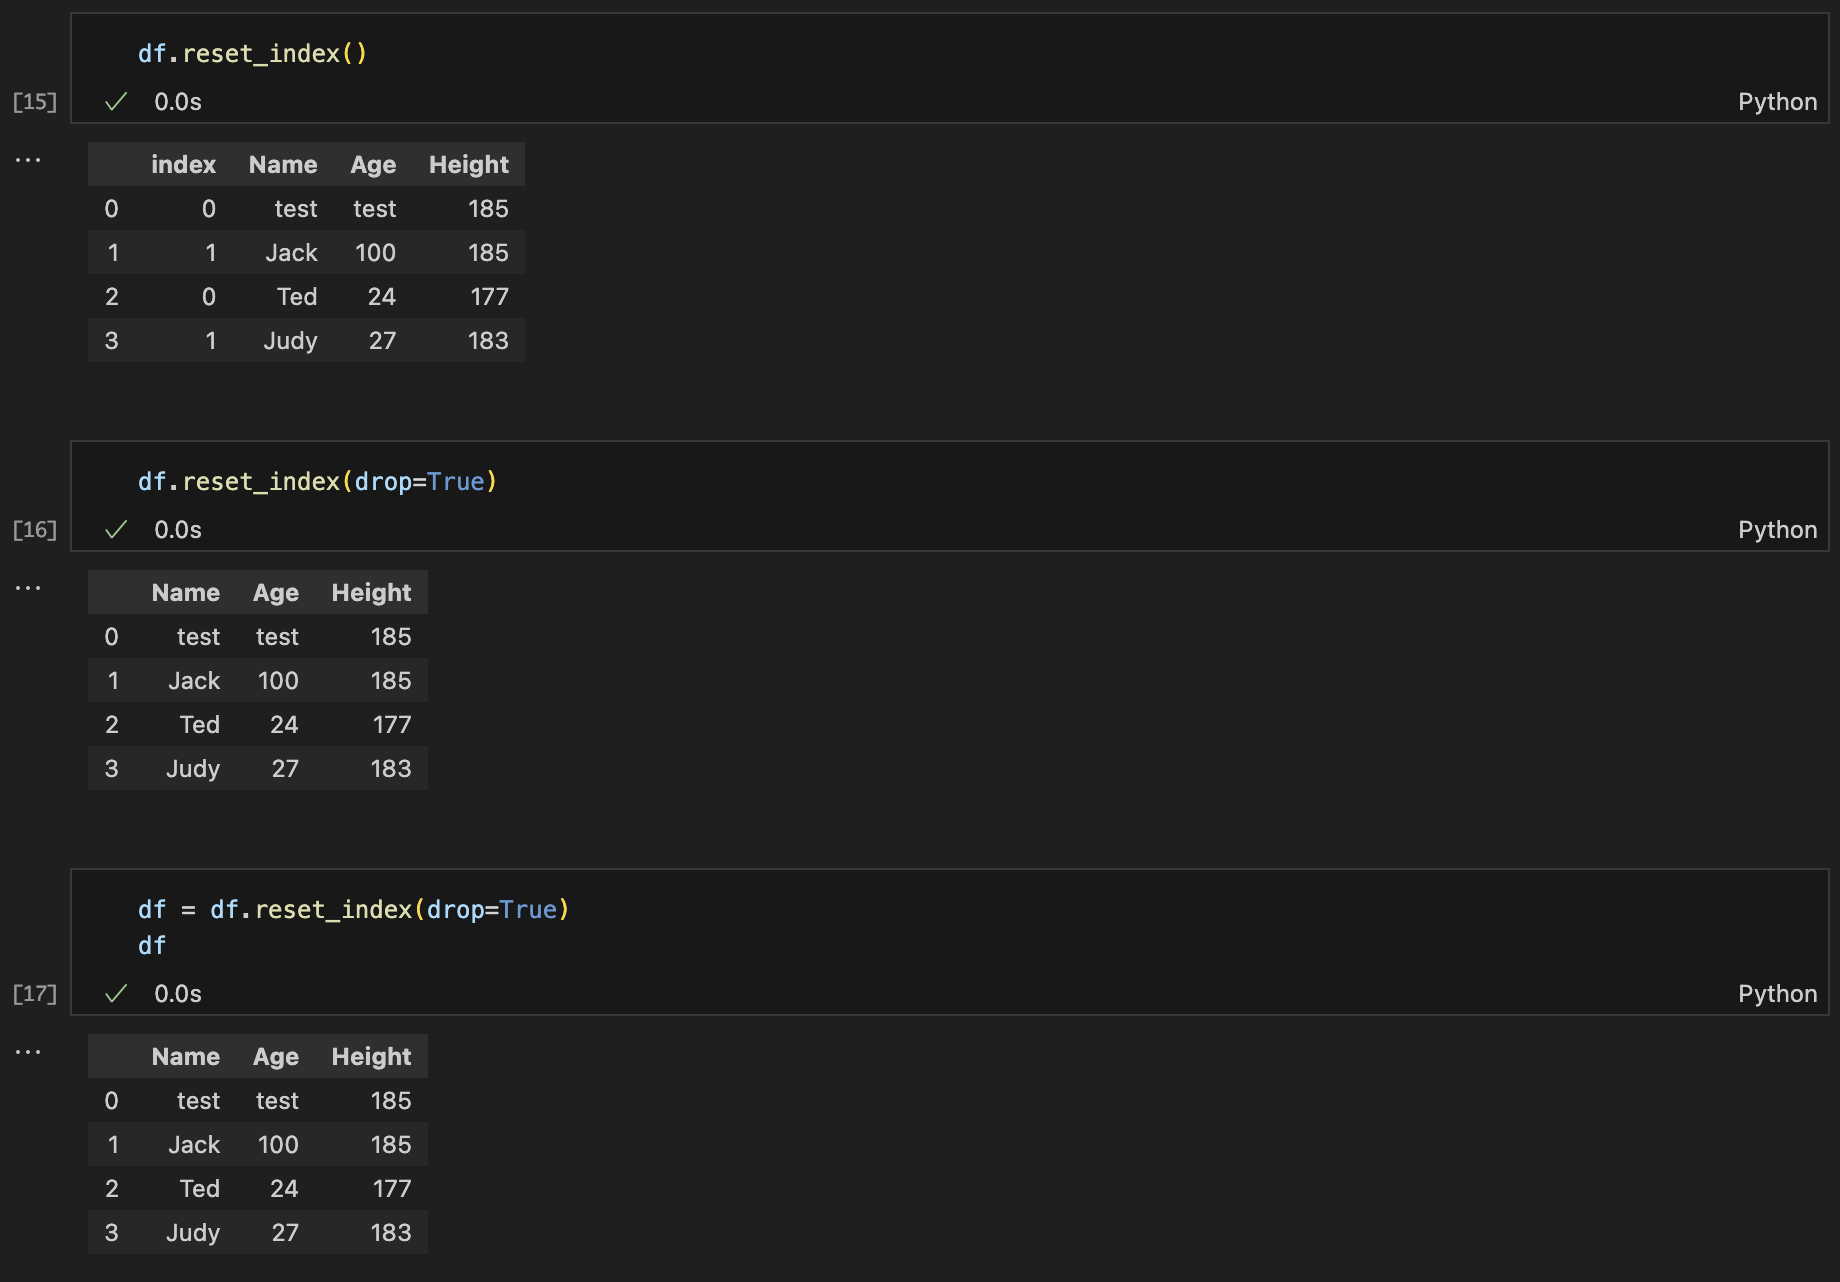 df.reset_index()
[15] ✓ 0.0s Python
...
index Name Age Height
0 0 test test 185
1 1 Jack 100 185
2 0 Ted 24 177
3 1 Judy 27 183
df.reset_index(drop=True)
[16] ✓ 0.0s Python
...
Name Age Height
0 test test 185
1 Jack 100 185
2 Ted 24 177
3 Judy 27 183
df = df.reset_index(drop=True)
df
[17] ✓ 0.0s Python
...
Name Age Height
0 test test 185
1 Jack 100 185
2 Ted 24 177
3 Judy 27 183